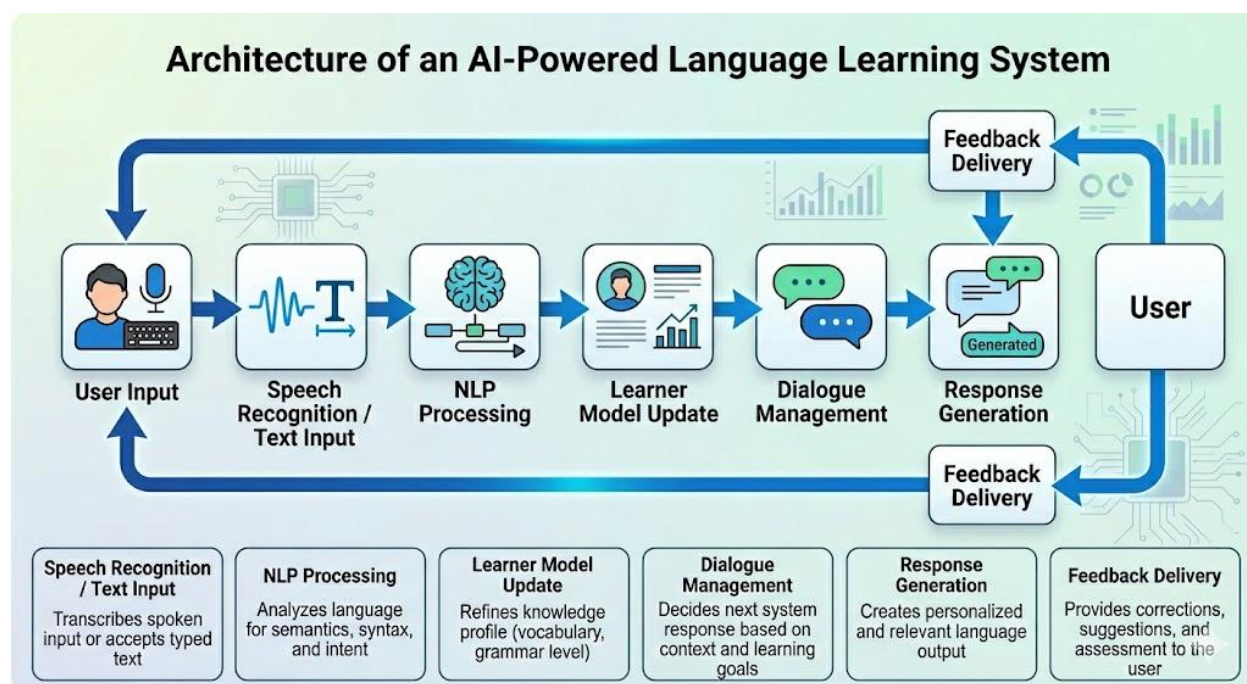 Architecture of an AI-Powered Language Learning System
Feedback
Delivery
User
Generated
User Input
Speech
Recognition /
Text Input
NLP
Processing
Learner
Model Update
Dialogue
Management
Response
Generation
Feedback
Delivery
Speech Recognition
/ Text Input
Transcribes spoken
input or accepts typed
text
NLP Processing
Analyzes language
for semantics, syntax,
and intent
Learner Model
Update
Refines knowledge
profile (vocabulary,
grammar level)
Dialogue
Management
Decides next system
response based on
context and learning
goals
Response
Generation
Creates personalized
and relevant language
output
Feedback Delivery
Provides corrections,
suggestions, and
assessment to the
user